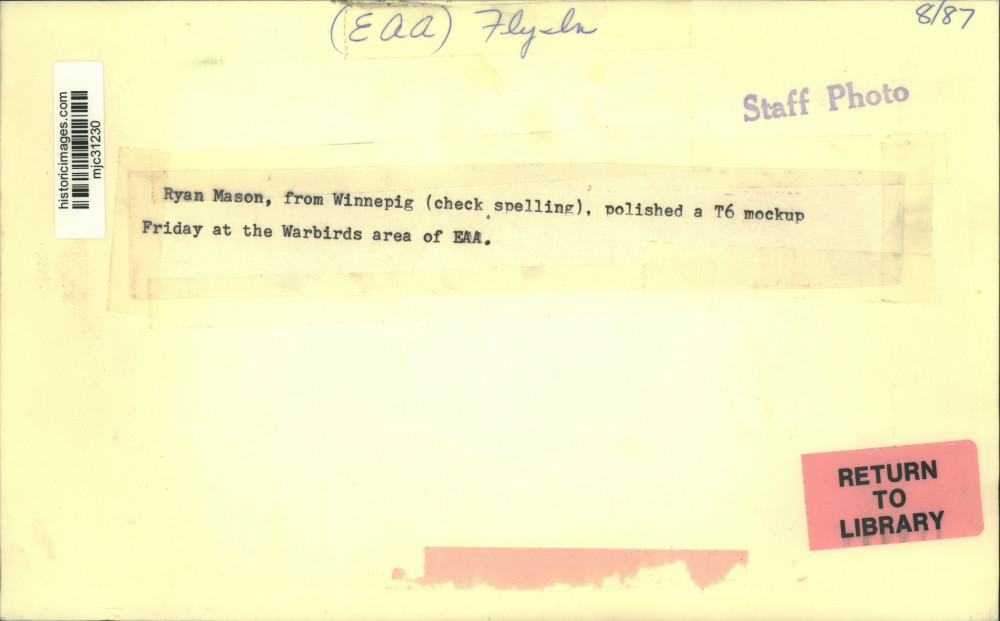 (EAA) Fly-In
8/87
Staff Photo
historicimages.com
mjc31230
Ryan Mason, from Winnepig (check spelling), polished a T6 mockup
Friday at the Warbirds area of EAA.
RETURN
TO
LIBRARY